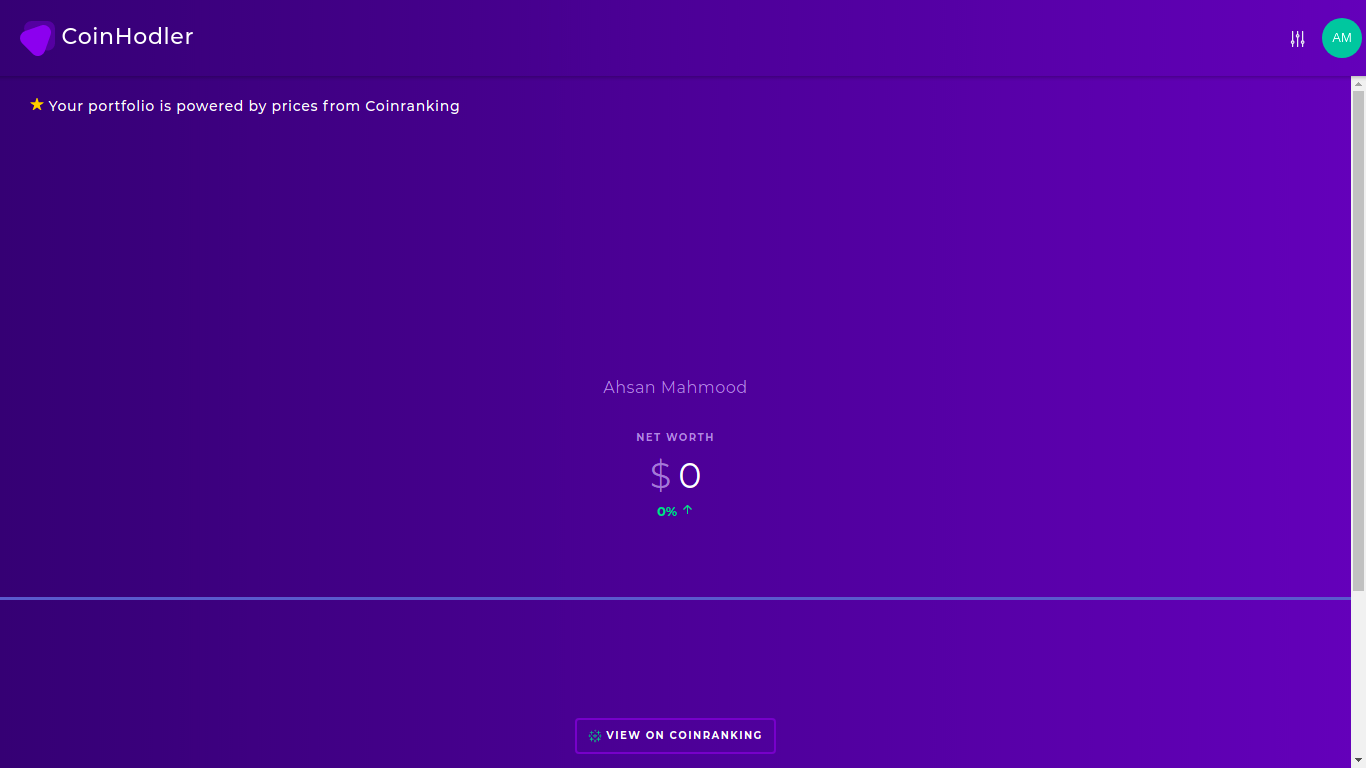 CoinHodler
AM
Your portfolio is powered by prices from Coinranking
Ahsan Mahmood
NET WORTH
$ 0
0% ↑
VIEW ON COINRANKING